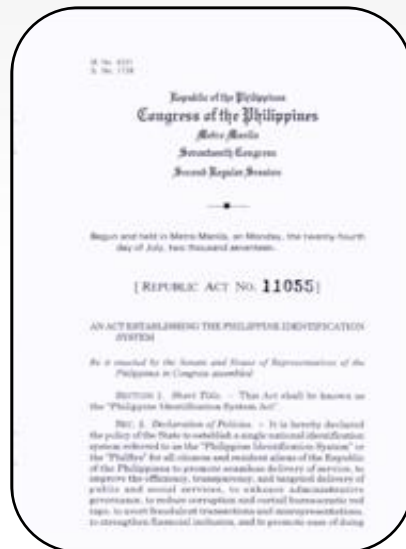 H. No. 6221
S. No. 1738
Republic of the Philippines
Congress of the Philippines
Metro Manila
Seventeenth Congress
Second Regular Session
Begun and held in Metro Manila, on Monday, the twenty-fourth
day of July, two thousand seventeen.
[ REPUBLIC ACT NO. 11055 ]
AN ACT ESTABLISHING THE PHILIPPINE IDENTIFICATION
SYSTEM
Be it enacted by the Senate and House of Representatives of the
Philippines in Congress assembled:
SECTION 1. Short Title. – This Act shall be known as
the "Philippine Identification System Act".
SEC. 2. Declaration of Policies. – It is hereby declared
the policy of the State to establish a single national identification
system referred to as the "Philippine Identification System" or
the "PhilSys" for all citizens and resident aliens of the Republic
of the Philippines to promote seamless delivery of service, to
improve the efficiency, transparency, and targeted delivery of
public and social services, to enhance administrative
governance, to reduce corruption and curtail bureaucratic red
tape, to avert fraudulent transactions and misrepresentations,
to strengthen financial inclusion, and to promote ease of doing